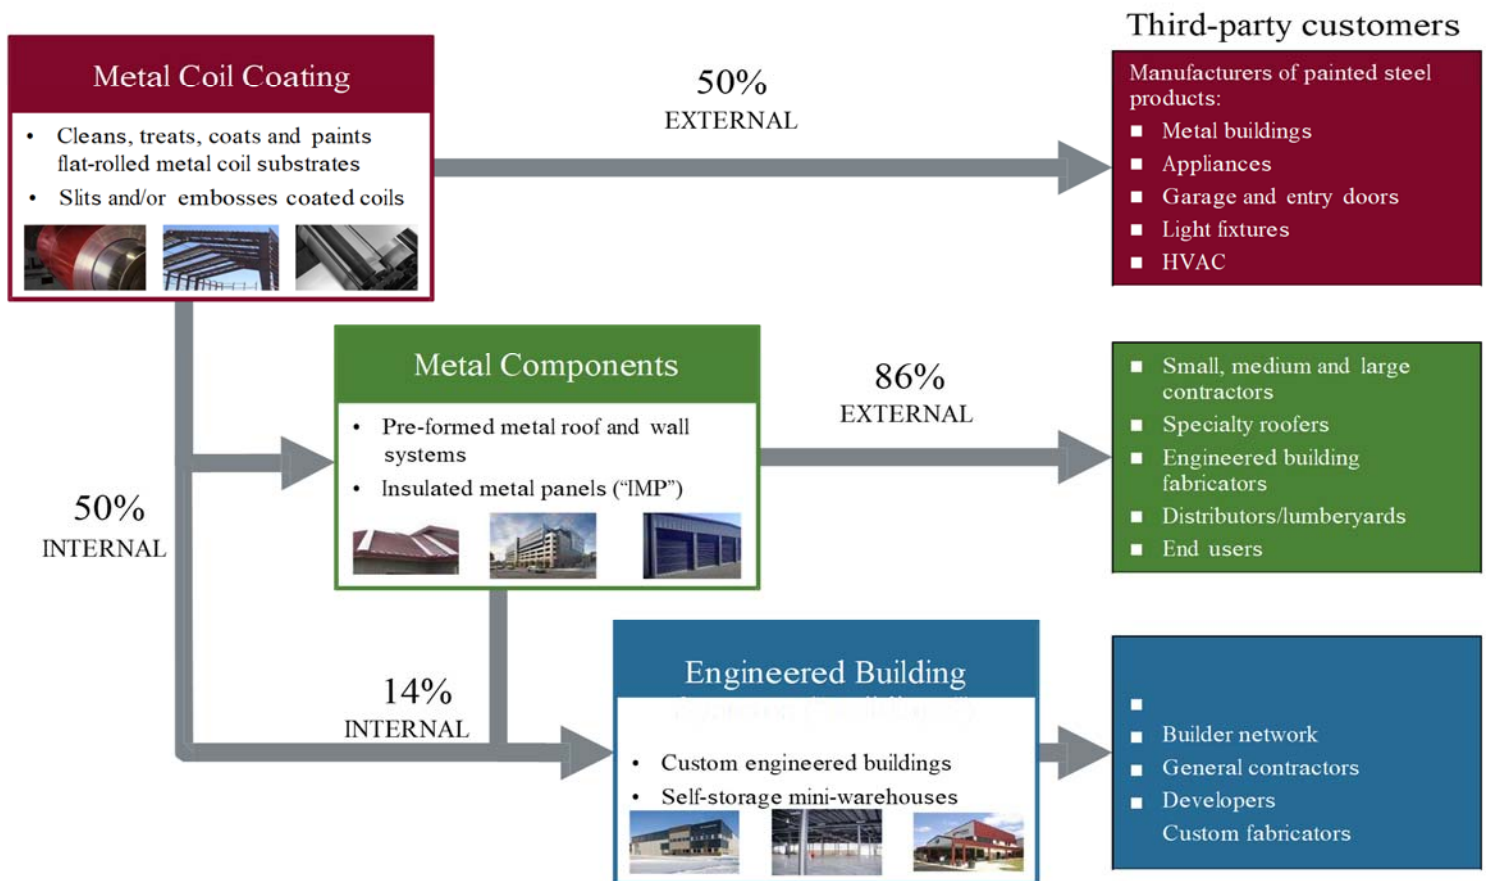 Third-party customers
Metal Coil Coating
• Cleans, treats, coats and paints
flat-rolled metal coil substrates
• Slits and/or embosses coated coils
50%
EXTERNAL
Manufacturers of painted steel
products:
■ Metal buildings
■ Appliances
■ Garage and entry doors
■ Light fixtures
■ HVAC
Metal Components
• Pre-formed metal roof and wall
systems
• Insulated metal panels (“IMP”)
86%
EXTERNAL
■ Small, medium and large
contractors
■ Specialty roofers
■ Engineered building
fabricators
■ Distributors/lumberyards
■ End users
50%
INTERNAL
14%
INTERNAL
Engineered Building
• Custom engineered buildings
• Self-storage mini-warehouses
■
■ Builder network
■ General contractors
■ Developers
Custom fabricators